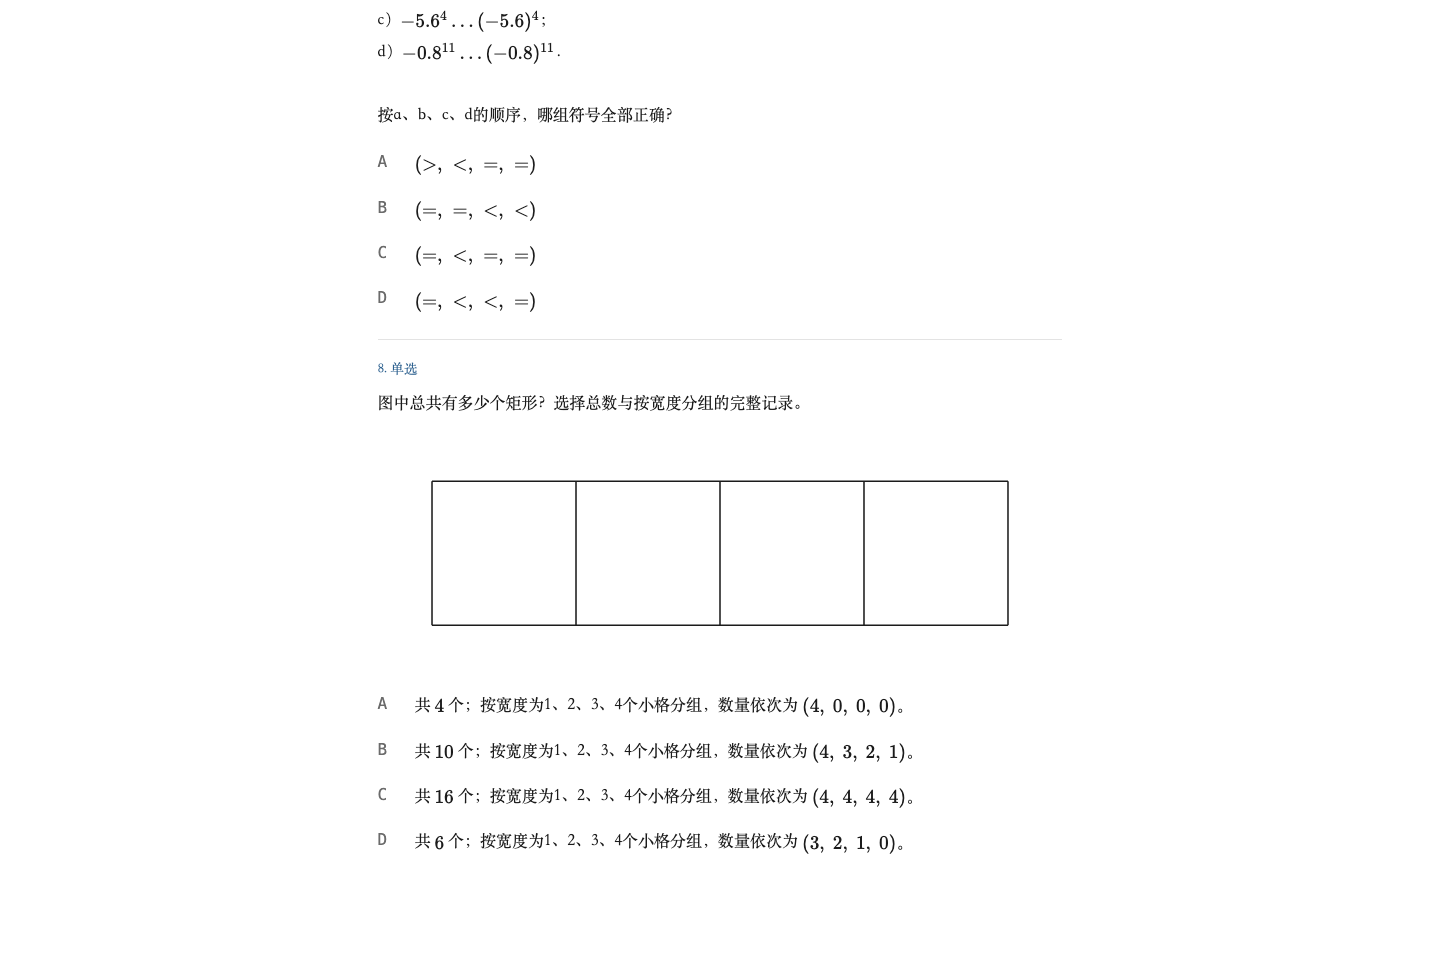 c）−5.6⁴ … (−5.6)⁴；
d）−0.8¹¹ … (−0.8)¹¹．
按a、b、c、d的顺序，哪组符号全部正确？
A (>, <, =, =)
B (=, =, <, <)
C (=, <, =, =)
D (=, <, <, =)
8. 单选
图中总共有多少个矩形？选择总数与按宽度分组的完整记录。
A 共 4 个；按宽度为1、2、3、4个小格分组，数量依次为 (4, 0, 0, 0)。
B 共 10 个；按宽度为1、2、3、4个小格分组，数量依次为 (4, 3, 2, 1)。
C 共 16 个；按宽度为1、2、3、4个小格分组，数量依次为 (4, 4, 4, 4)。
D 共 6 个；按宽度为1、2、3、4个小格分组，数量依次为 (3, 2, 1, 0)。